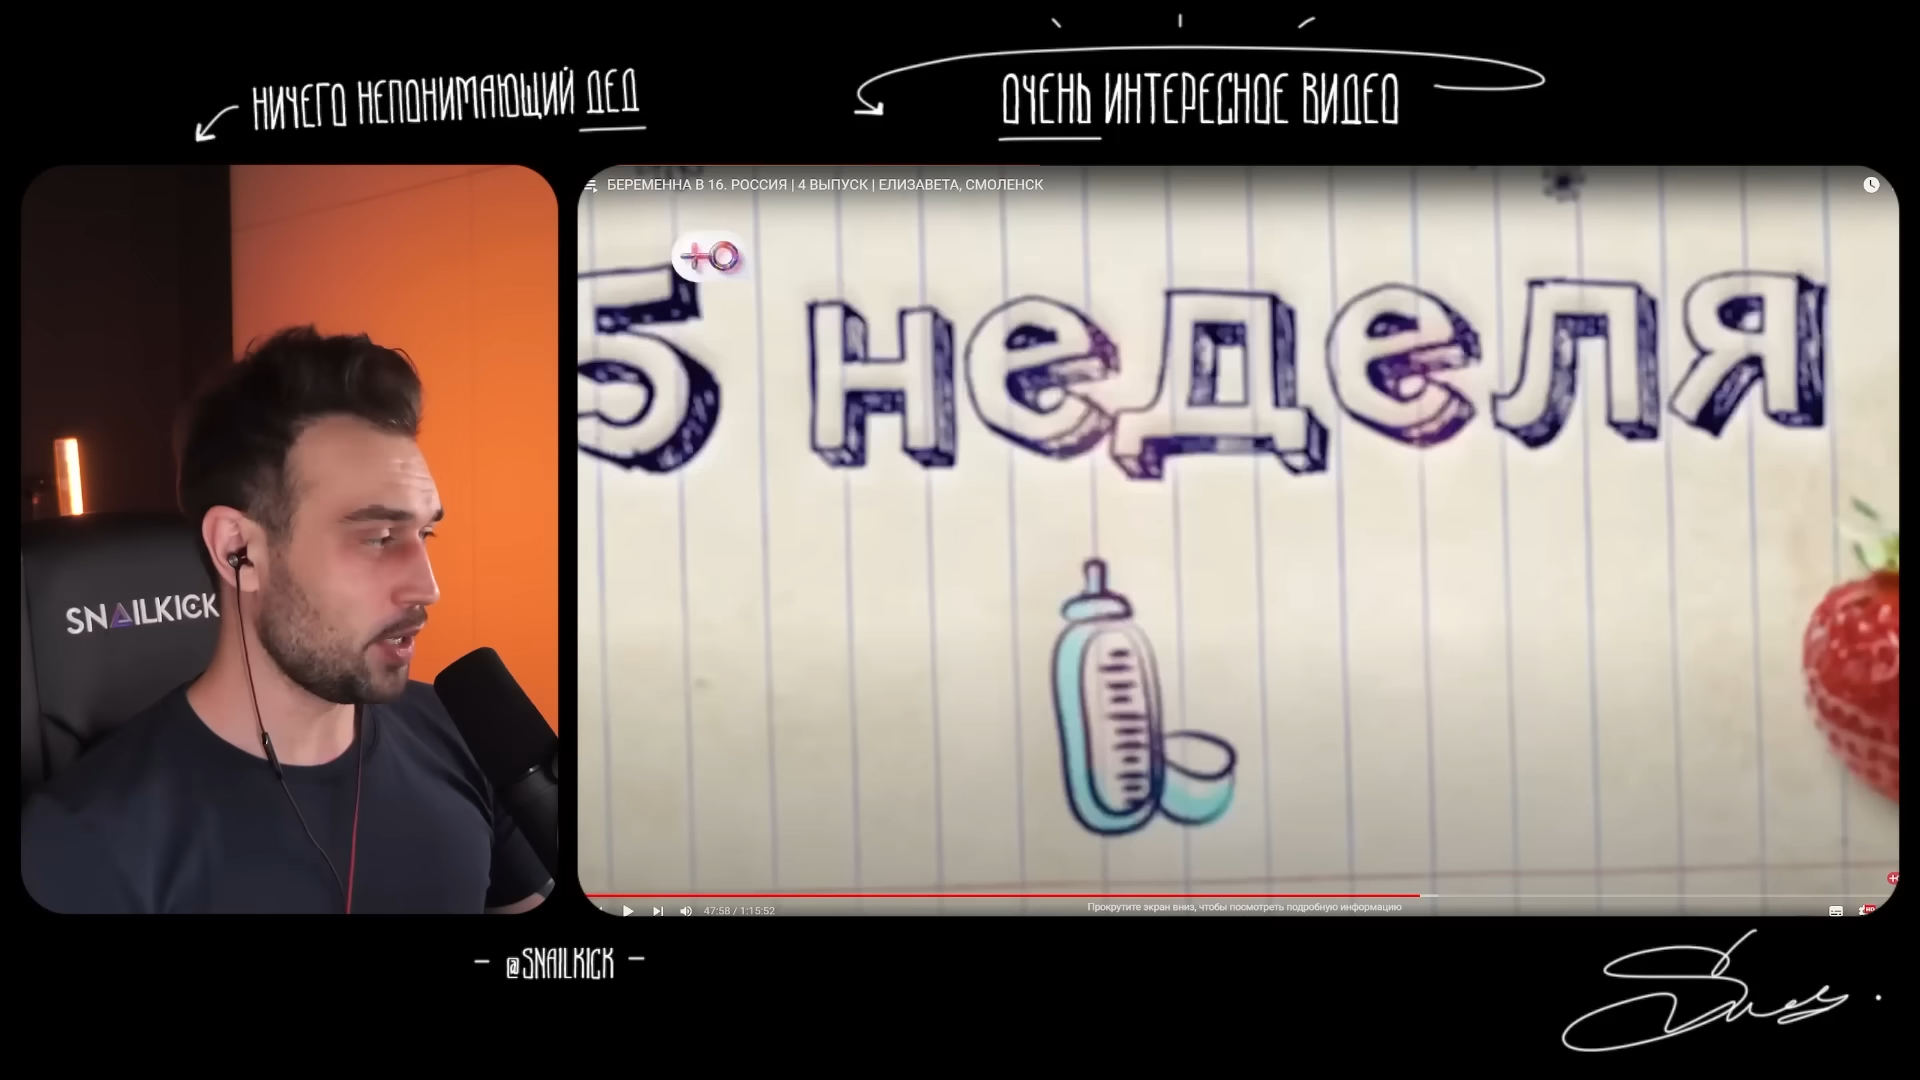 НИЧЕГО НЕПОНИМАЮЩИЙ ДЕД
ОЧЕНЬ ИНТЕРЕСНОЕ ВИДЕО
БЕРЕМЕННА В 16. РОССИЯ | 4 ВЫПУСК | ЕЛИЗАВЕТА, СМОЛЕНСК
Ю
5 неделя
SNAILKICK
47:58 / 1:15:52
Прокрутите экран вниз, чтобы посмотреть подробную информацию
HD
– @SNAILKICK –